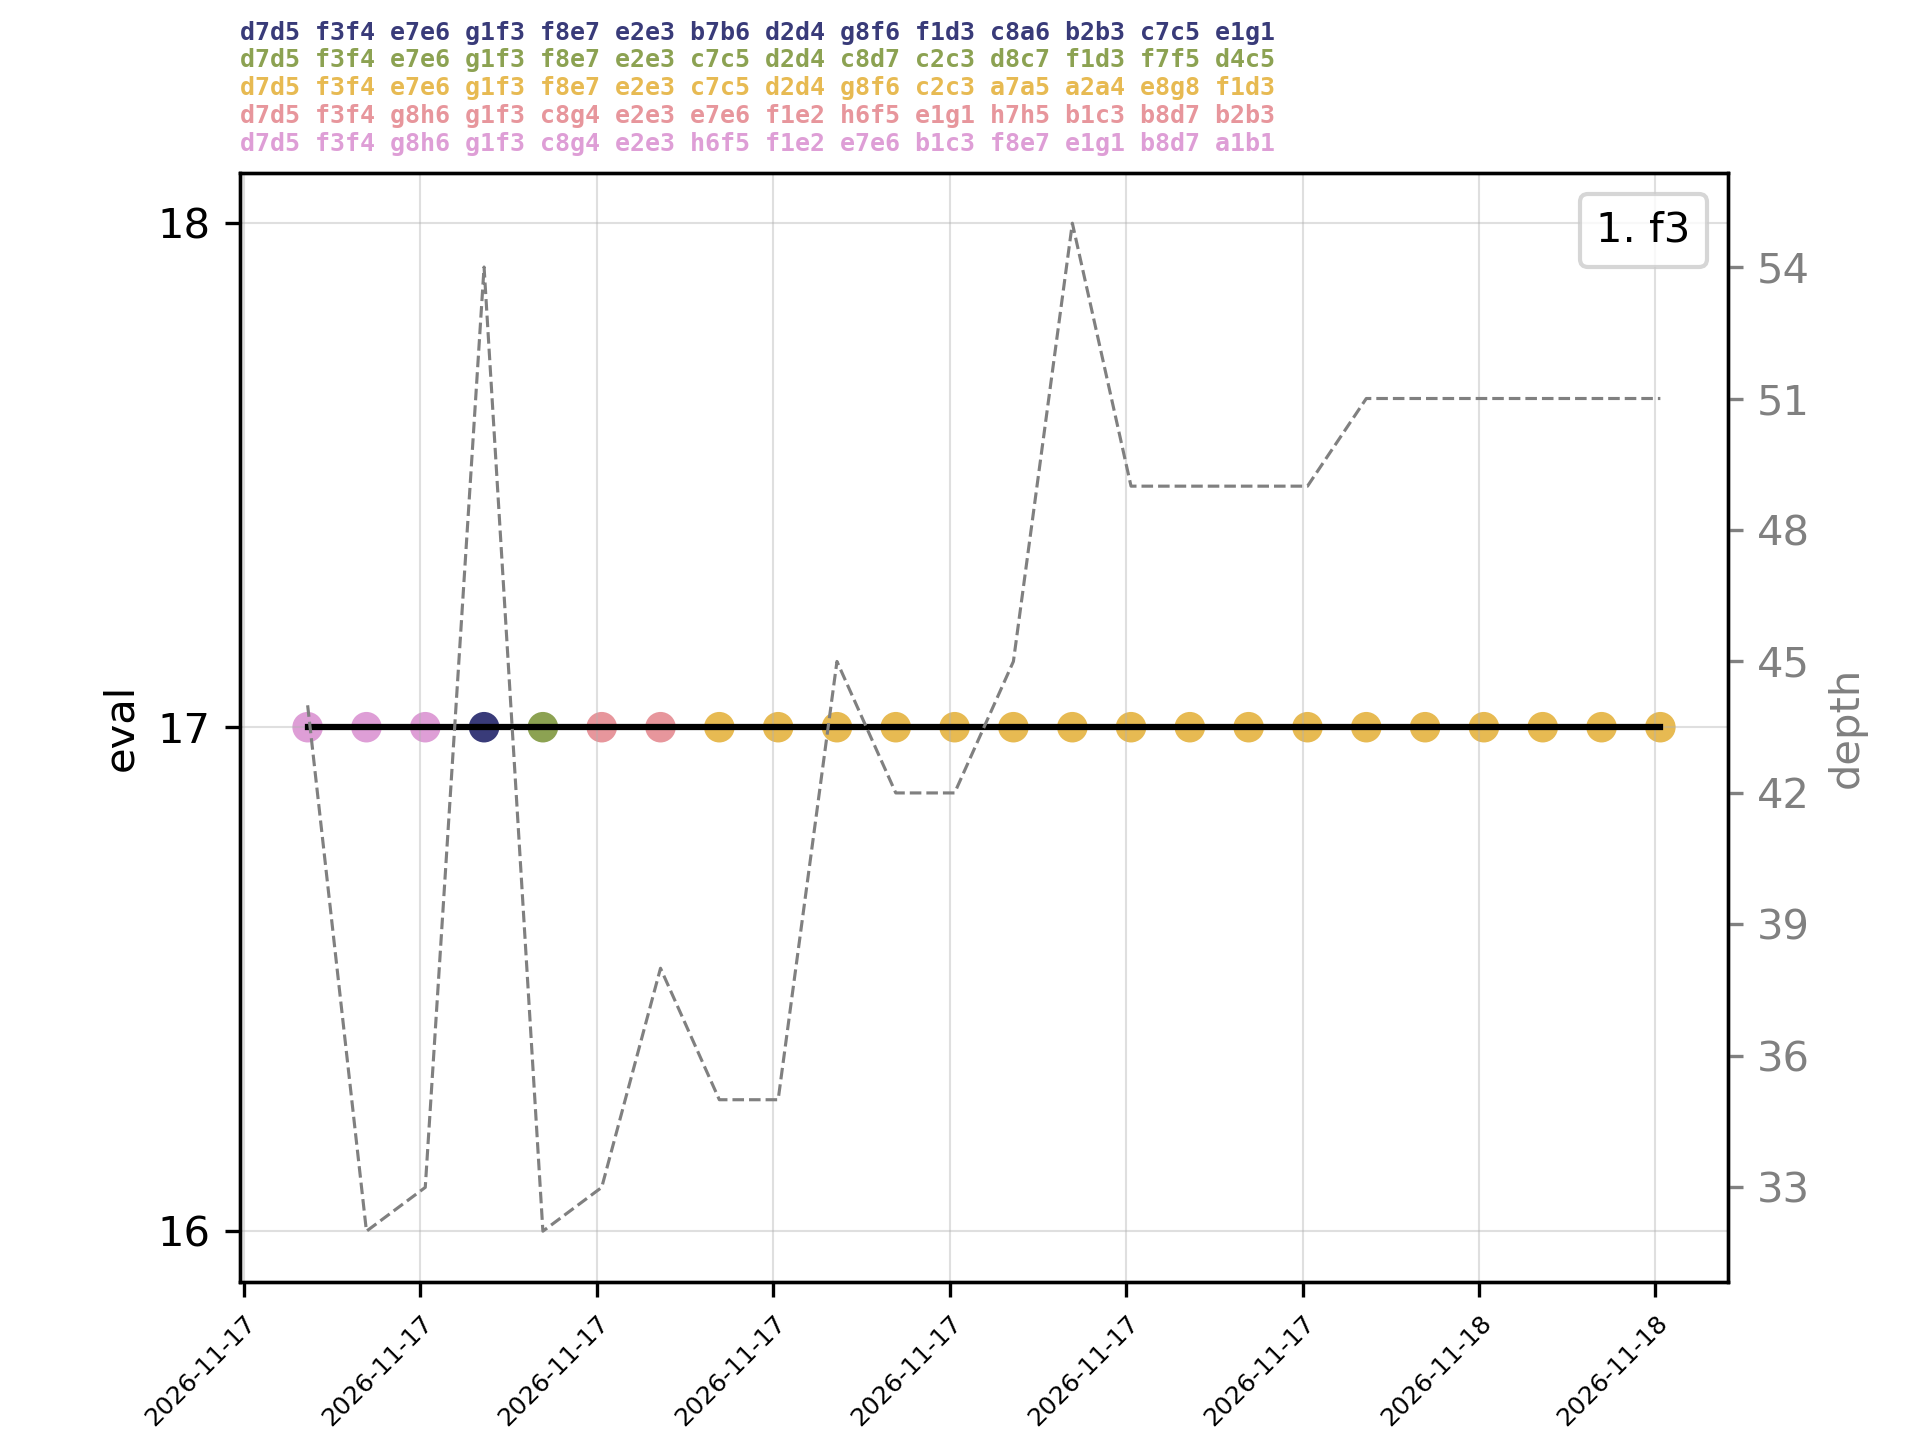 d7d5 f3f4 e7e6 g1f3 f8e7 e2e3 b7b6 d2d4 g8f6 f1d3 c8a6 b2b3 c7c5 e1g1
d7d5 f3f4 e7e6 g1f3 f8e7 e2e3 c7c5 d2d4 c8d7 c2c3 d8c7 f1d3 f7f5 d4c5
d7d5 f3f4 e7e6 g1f3 f8e7 e2e3 c7c5 d2d4 g8f6 c2c3 a7a5 a2a4 e8g8 f1d3
d7d5 f3f4 g8h6 g1f3 c8g4 e2e3 e7e6 f1e2 h6f5 e1g1 h7h5 b1c3 b8d7 b2b3
d7d5 f3f4 g8h6 g1f3 c8g4 e2e3 h6f5 f1e2 e7e6 b1c3 f8e7 e1g1 b8d7 a1b1
1. f3
18
17
16
eval
54
51
48
45
42
39
36
33
depth
2026-11-17
2026-11-17
2026-11-17
2026-11-17
2026-11-17
2026-11-17
2026-11-17
2026-11-18
2026-11-18